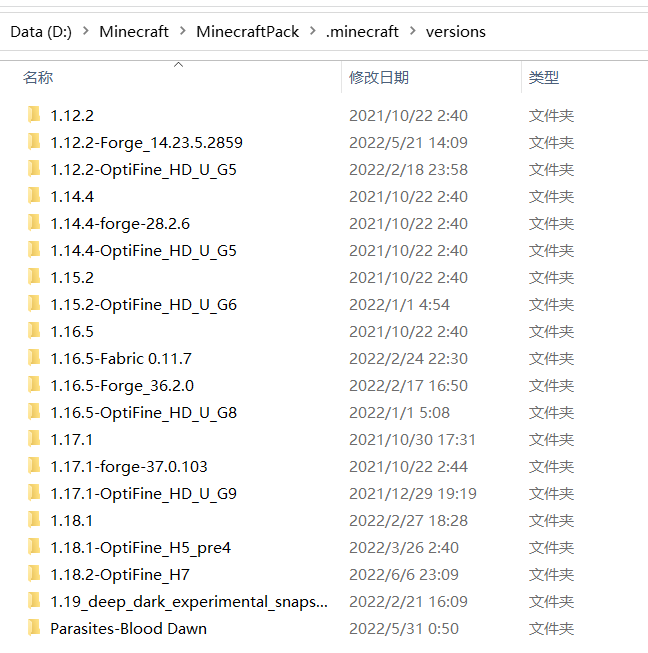 Data (D:) > Minecraft > MinecraftPack > .minecraft > versions
名称 修改日期 类型
1.12.2 2021/10/22 2:40 文件夹
1.12.2-Forge_14.23.5.2859 2022/5/21 14:09 文件夹
1.12.2-OptiFine_HD_U_G5 2022/2/18 23:58 文件夹
1.14.4 2021/10/22 2:40 文件夹
1.14.4-forge-28.2.6 2021/10/22 2:40 文件夹
1.14.4-OptiFine_HD_U_G5 2021/10/22 2:40 文件夹
1.15.2 2021/10/22 2:40 文件夹
1.15.2-OptiFine_HD_U_G6 2022/1/1 4:54 文件夹
1.16.5 2021/10/22 2:40 文件夹
1.16.5-Fabric 0.11.7 2022/2/24 22:30 文件夹
1.16.5-Forge_36.2.0 2022/2/17 16:50 文件夹
1.16.5-OptiFine_HD_U_G8 2022/1/1 5:08 文件夹
1.17.1 2021/10/30 17:31 文件夹
1.17.1-forge-37.0.103 2021/10/22 2:44 文件夹
1.17.1-OptiFine_HD_U_G9 2021/12/29 19:19 文件夹
1.18.1 2022/2/27 18:28 文件夹
1.18.1-OptiFine_H5_pre4 2022/3/26 2:40 文件夹
1.18.2-OptiFine_H7 2022/6/6 23:09 文件夹
1.19_deep_dark_experimental_snaps... 2022/2/21 16:09 文件夹
Parasites-Blood Dawn 2022/5/31 0:50 文件夹